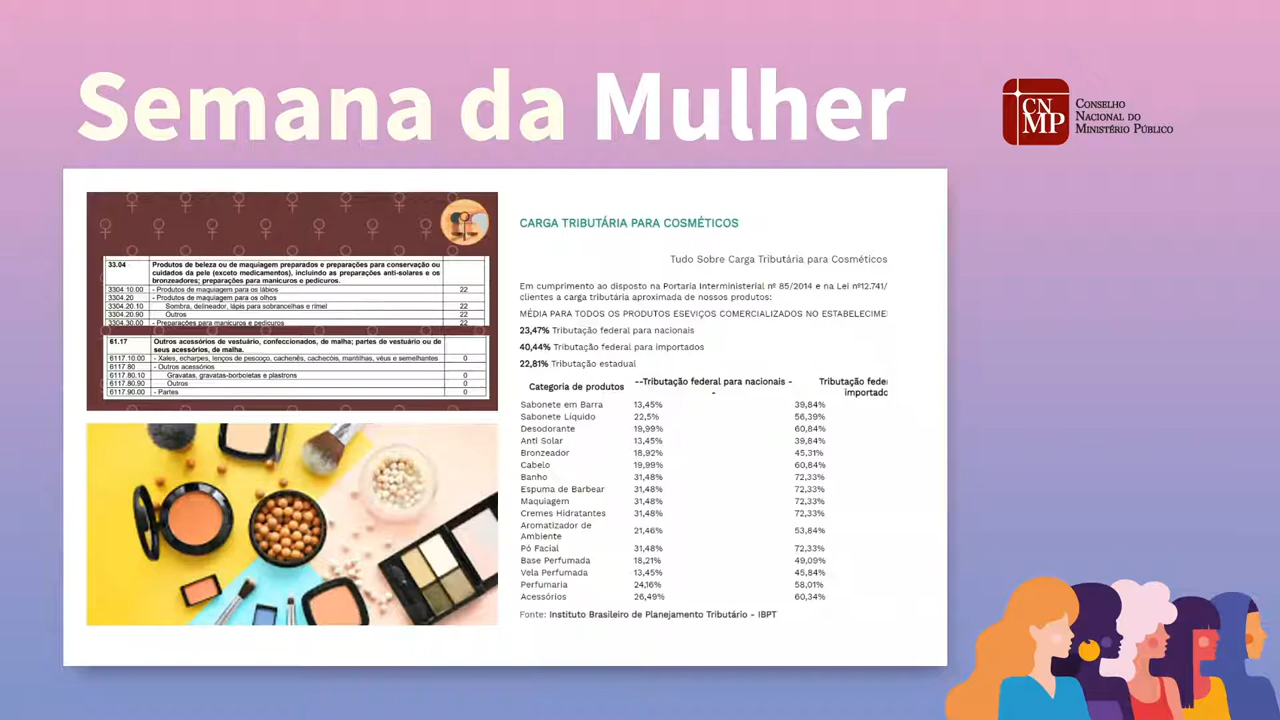 Semana da Mulher
CNMP
CONSELHO
NACIONAL DO
MINISTÉRIO PÚBLICO
33.04 Produtos de beleza ou de maquiagem preparados e preparações para conservação ou
cuidados da pele (exceto medicamentos), incluindo as preparações anti-solares e os
bronzeadores; preparações para manicuros e pedicuros.
3304.10.00 - Produtos de maquiagem para os lábios 22
3304.20 - Produtos de maquiagem para os olhos
3304.20.10 Sombra, delineador, lápis para sobrancelhas e rímel 22
3304.20.90 Outros 22
3304.30.00 - Preparações para manicuros e pedicuros 22
61.17 Outros acessórios de vestuário, confeccionados, de malha; partes de vestuário ou de
seus acessórios, de malha.
6117.10.00 - Xales, echarpes, lenços de pescoço, cachenês, cachecóis, mantilhas, véus e semelhantes 0
6117.80 - Outros acessórios
6117.80.10 Gravatas, gravatas-borboletas e plastrons 0
6117.80.90 Outros 0
6117.90.00 - Partes 0
CARGA TRIBUTÁRIA PARA COSMÉTICOS
Tudo Sobre Carga Tributária para Cosméticos
Em cumprimento ao disposto na Portaria Interministerial nº 85/2014 e na Lei nº12.741/
clientes a carga tributária aproximada de nossos produtos:
MÉDIA PARA TODOS OS PRODUTOS ESEVIÇOS COMERCIALIZADOS NO ESTABELECIME
23,47% Tributação federal para nacionais
40,44% Tributação federal para importados
22,81% Tributação estadual
Categoria de produtos --Tributação federal para nacionais -- Tributação feder importado
Sabonete em Barra 13,45% 39,84%
Sabonete Líquido 22,5% 56,39%
Desodorante 19,99% 60,84%
Anti Solar 13,45% 39,84%
Bronzeador 18,92% 45,31%
Cabelo 19,99% 60,84%
Banho 31,48% 72,33%
Espuma de Barbear 31,48% 72,33%
Maquiagem 31,48% 72,33%
Cremes Hidratantes 31,48% 72,33%
Aromatizador de
Ambiente 21,46% 53,84%
Pó Facial 31,48% 72,33%
Base Perfumada 18,21% 49,09%
Vela Perfumada 13,45% 45,84%
Perfumaria 24,16% 58,01%
Acessórios 26,49% 60,34%
Fonte: Instituto Brasileiro de Planejamento Tributário - IBPT